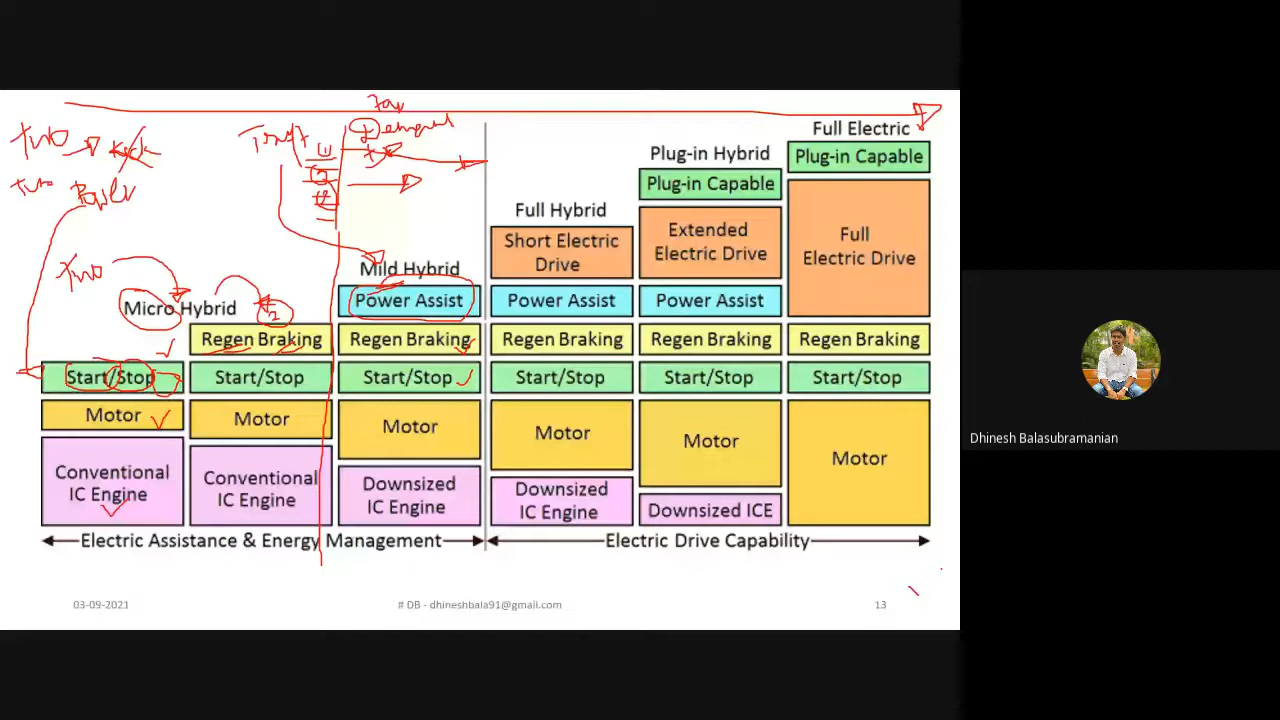 Demand
Full Electric
Plug-in Capable
Plug-in Hybrid
Plug-in Capable
Full Hybrid
Short Electric
Drive
Extended
Electric Drive
Full
Electric Drive
Mild Hybrid
Power Assist
Power Assist
Power Assist
Micro Hybrid
2
Regen Braking
Regen Braking
Regen Braking
Regen Braking
Regen Braking
Start/Stop
Start/Stop
Start/Stop
Start/Stop
Start/Stop
Start/Stop
Motor
Motor
Motor
Motor
Motor
Motor
Conventional
IC Engine
Conventional
IC Engine
Downsized
IC Engine
Downsized
IC Engine
Downsized ICE
Electric Assistance & Energy Management
Electric Drive Capability
03-09-2021
# DB - dhineshbala91@gmail.com
13
Dhinesh Balasubramanian